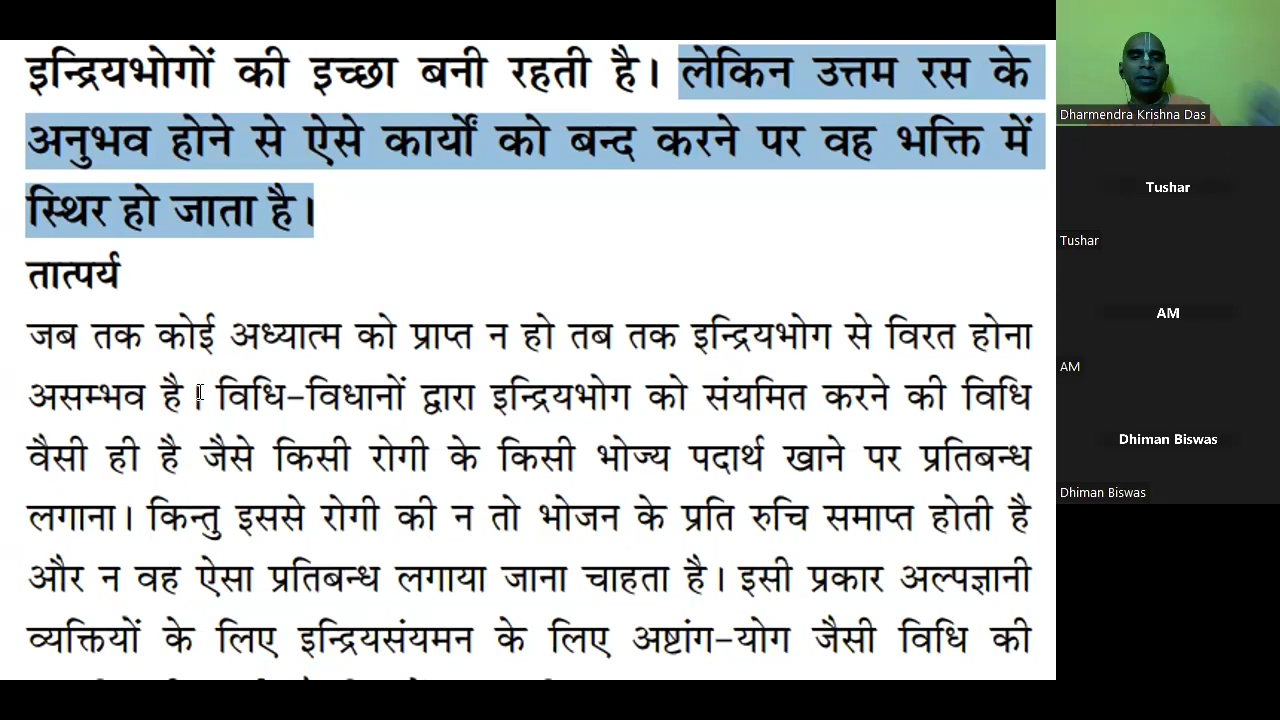 इन्द्रियभोगों की इच्छा बनी रहती है। लेकिन उत्तम रस के
अनुभव होने से ऐसे कार्यों को बन्द करने पर वह भक्ति में
स्थिर हो जाता है।
तात्पर्य
जब तक कोई अध्यात्म को प्राप्त न हो तब तक इन्द्रियभोग से विरत होना
असम्भव है। विधि-विधानों द्वारा इन्द्रियभोग को संयमित करने की विधि
वैसी ही है जैसे किसी रोगी के किसी भोज्य पदार्थ खाने पर प्रतिबन्ध
लगाना। किन्तु इससे रोगी की न तो भोजन के प्रति रुचि समाप्त होती है
और न वह ऐसा प्रतिबन्ध लगाया जाना चाहता है। इसी प्रकार अल्पज्ञानी
व्यक्तियों के लिए इन्द्रियसंयमन के लिए अष्टांग-योग जैसी विधि की
Dharmendra Krishna Das
Tushar
Tushar
AM
AM
Dhiman Biswas
Dhiman Biswas